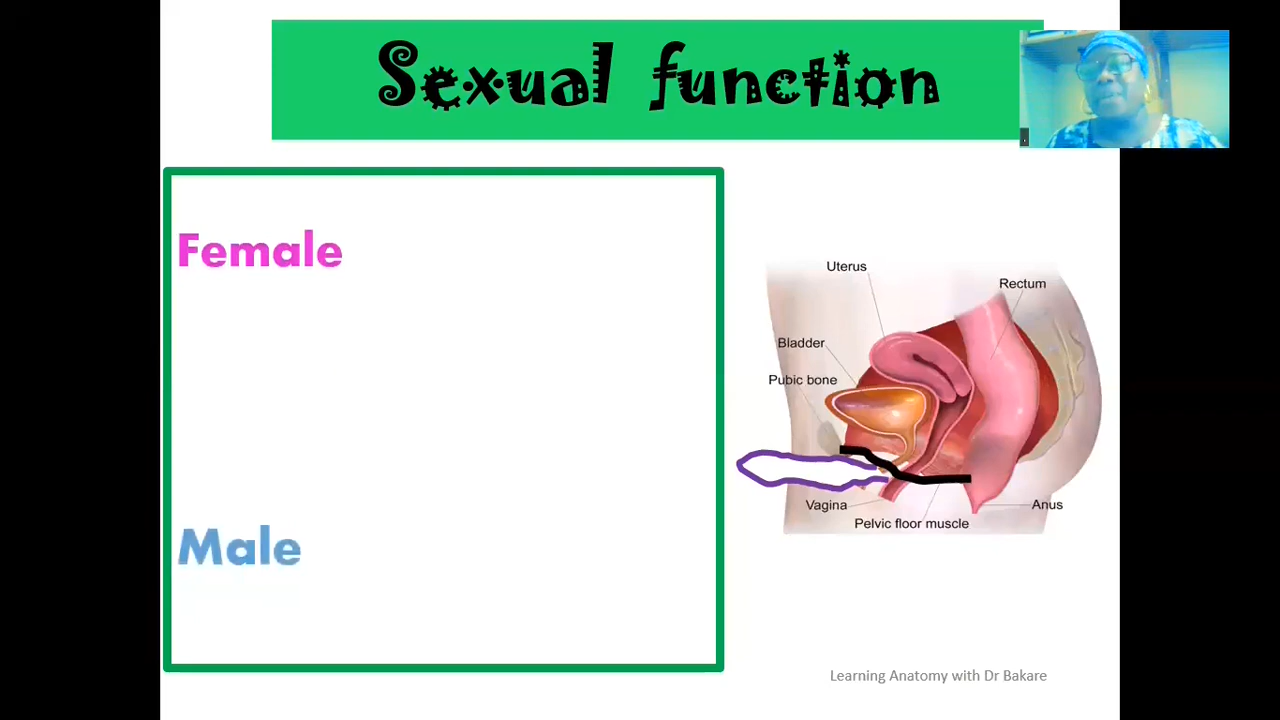 Sexual function
Female
Male
Uterus
Rectum
Bladder
Pubic bone
Vagina
Anus
Pelvic floor muscle
Learning Anatomy with Dr Bakare